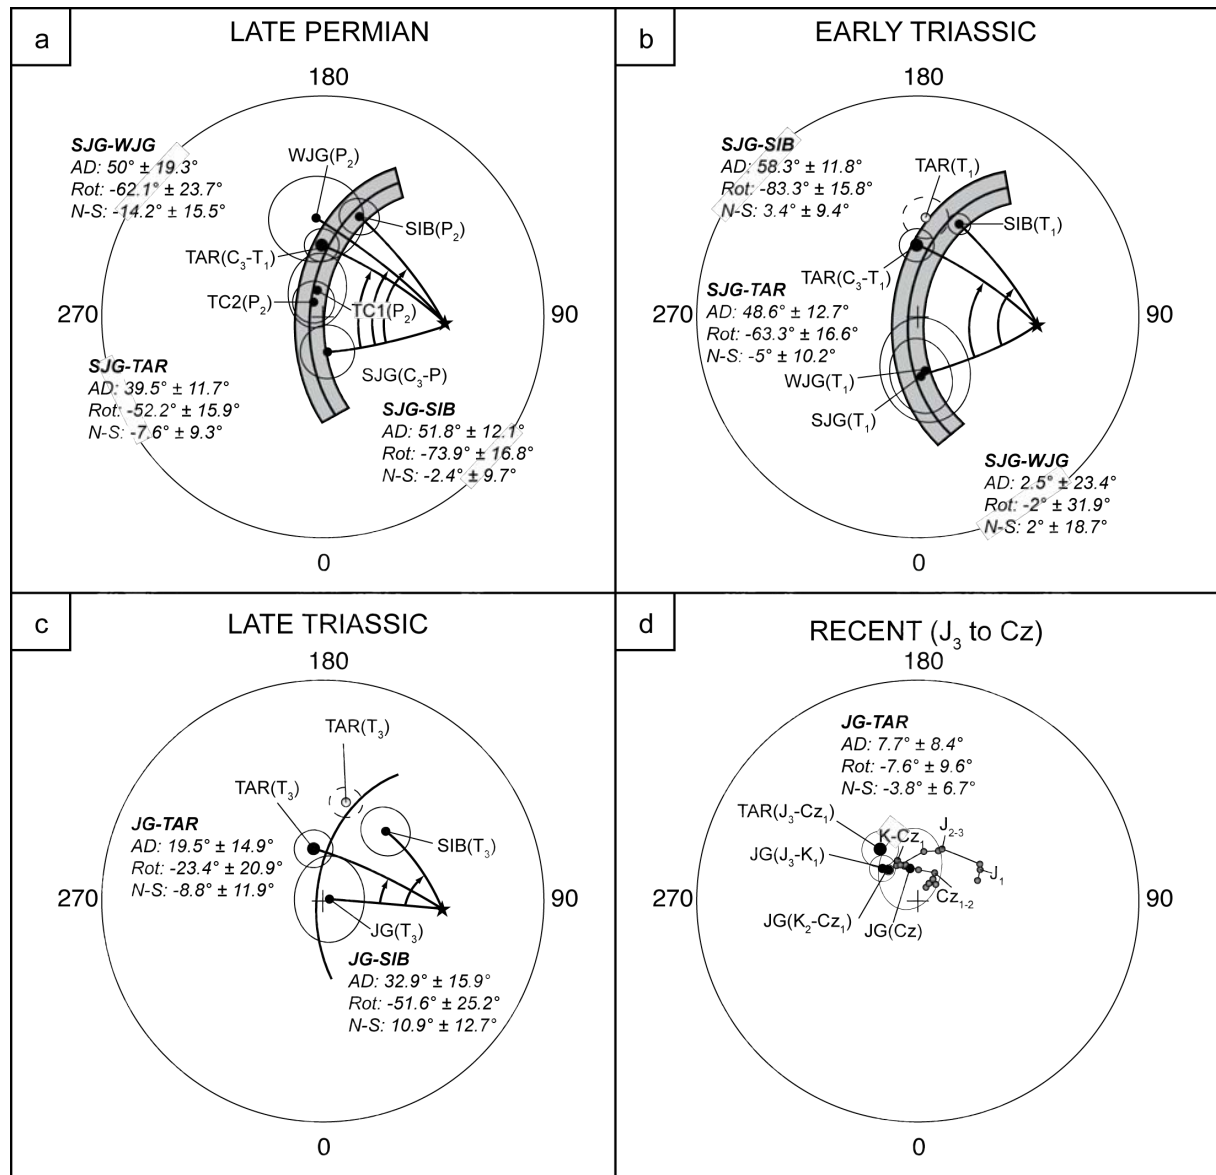 a
LATE PERMIAN
180
SJG-WJG
AD: 50° ± 19.3°
Rot: -62.1° ± 23.7°
N-S: -14.2° ± 15.5°
WJG(P2)
SIB(P2)
TAR(C3-T1)
TC2(P2)
TC1(P2)
270
90
SJG-TAR
AD: 39.5° ± 11.7°
Rot: -52.2° ± 15.9°
N-S: -7.6° ± 9.3°
SJG(C3-P)
SJG-SIB
AD: 51.8° ± 12.1°
Rot: -73.9° ± 16.8°
N-S: -2.4° ± 9.7°
0
b
EARLY TRIASSIC
180
SJG-SIB
AD: 58.3° ± 11.8°
Rot: -83.3° ± 15.8°
N-S: 3.4° ± 9.4°
TAR(T1)
SIB(T1)
TAR(C3-T1)
SJG-TAR
AD: 48.6° ± 12.7°
Rot: -63.3° ± 16.6°
N-S: -5° ± 10.2°
270
90
WJG(T1)
SJG(T1)
SJG-WJG
AD: 2.5° ± 23.4°
Rot: -2° ± 31.9°
N-S: 2° ± 18.7°
0
c
LATE TRIASSIC
180
TAR(T3)
TAR(T3)
SIB(T3)
JG-TAR
AD: 19.5° ± 14.9°
Rot: -23.4° ± 20.9°
N-S: -8.8° ± 11.9°
270
90
JG(T3)
JG-SIB
AD: 32.9° ± 15.9°
Rot: -51.6° ± 25.2°
N-S: 10.9° ± 12.7°
0
d
RECENT (J3 to Cz)
180
JG-TAR
AD: 7.7° ± 8.4°
Rot: -7.6° ± 9.6°
N-S: -3.8° ± 6.7°
TAR(J3-Cz1)
K-Cz1
J2-3
JG(J3-K1)
J1
Cz1-2
270
90
JG(K2-Cz1)
JG(Cz)
0